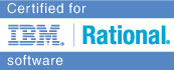 Certified for
IBM. Rational.
software